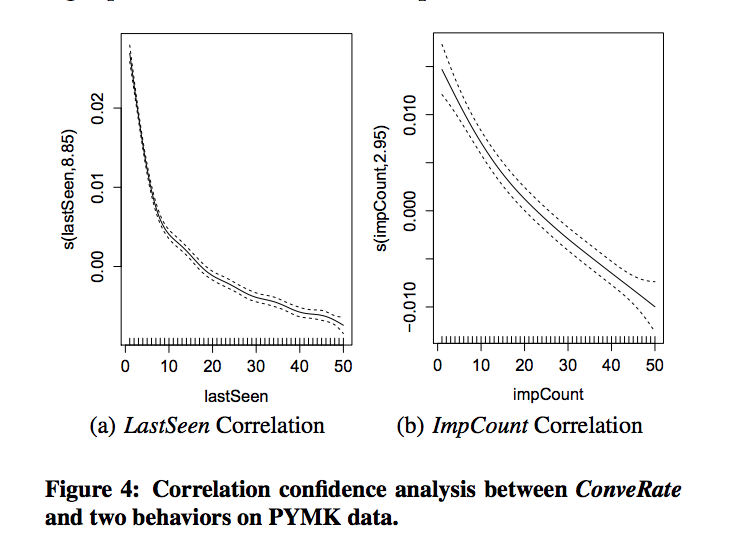 s(lastSeen,8.85)
0.02
0.01
0.00
0 10 20 30 40 50
lastSeen
(a) LastSeen Correlation
s(impCount,2.95)
0.010
0.000
−0.010
0 10 20 30 40 50
impCount
(b) ImpCount Correlation
Figure 4: Correlation confidence analysis between ConveRate
and two behaviors on PYMK data.